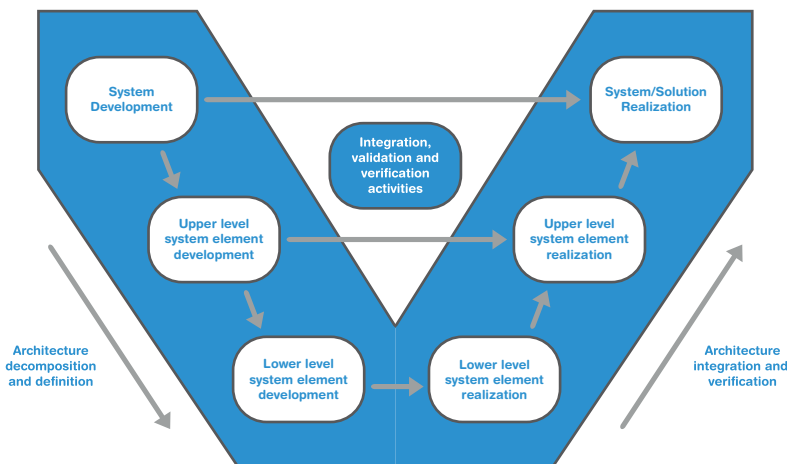 System
Development
System/Solution
Realization
Integration,
validation and
verification
activities
Upper level
system element
development
Upper level
system element
realization
Architecture
decomposition
and definition
Lower level
system element
development
Lower level
system element
realization
Architecture
integration and
verification